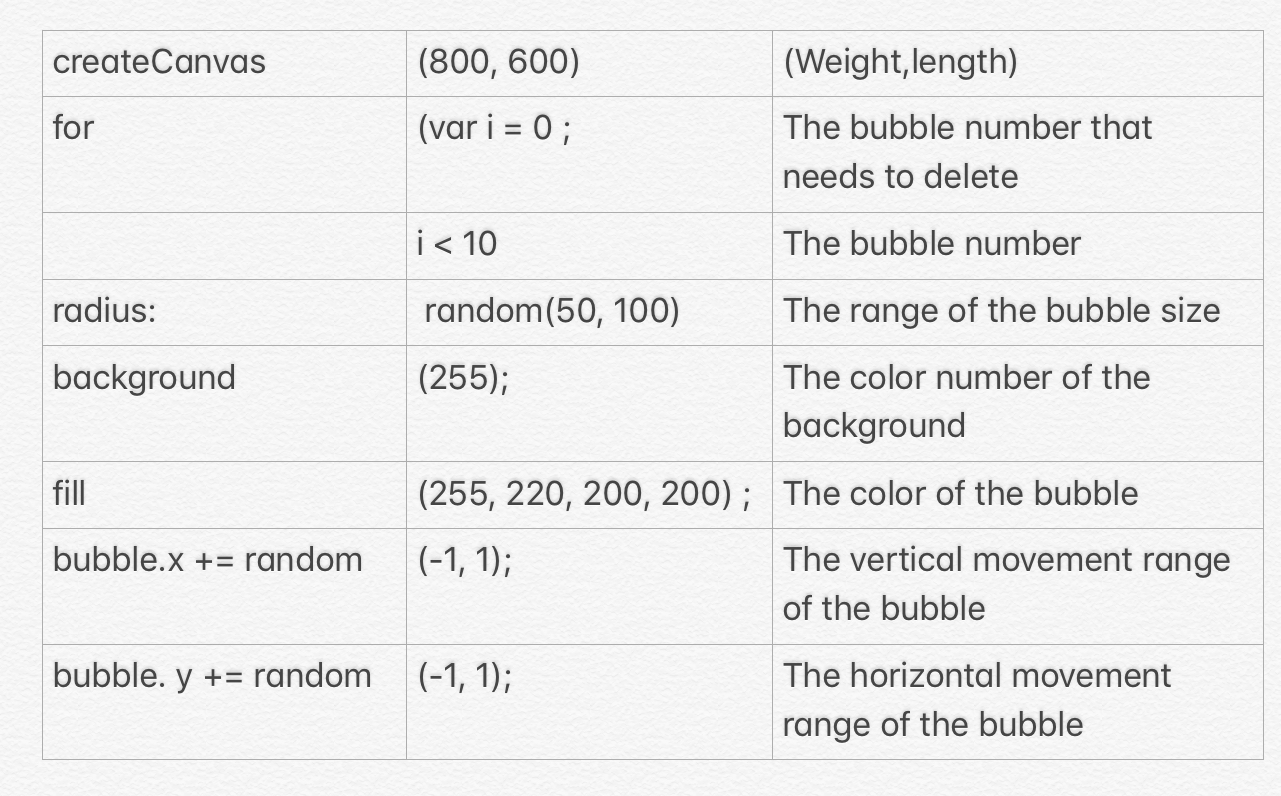 createCanvas (800, 600) (Weight,length)
for (var i = 0 ; The bubble number that
needs to delete
i < 10 The bubble number
radius: random(50, 100) The range of the bubble size
background (255); The color number of the
background
fill (255, 220, 200, 200) ; The color of the bubble
bubble.x += random (-1, 1); The vertical movement range
of the bubble
bubble. y += random (-1, 1); The horizontal movement
range of the bubble